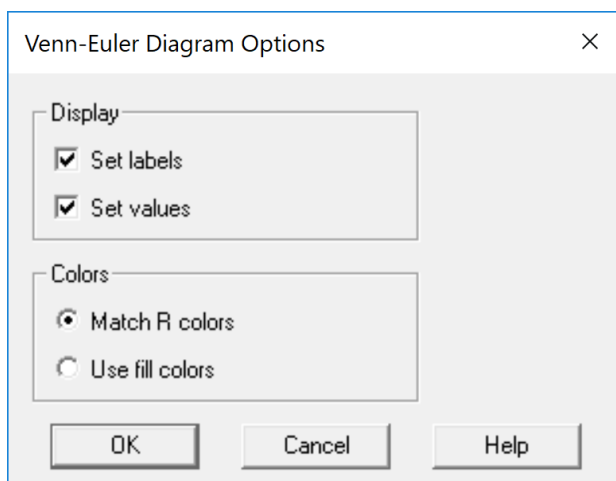 Venn-Euler Diagram Options
Display
Set labels
Set values
Colors
Match R colors
Use fill colors
OK Cancel Help